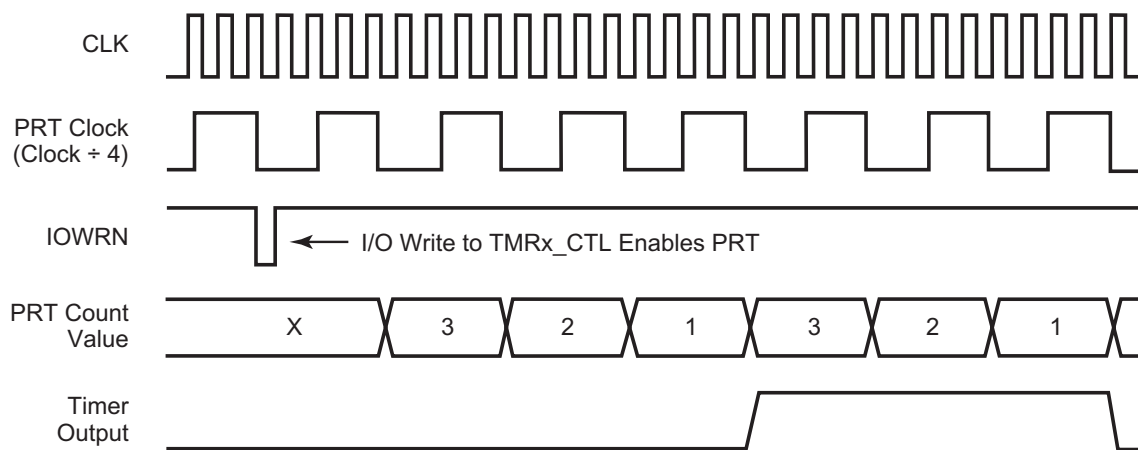 CLK
PRT Clock
(Clock ÷ 4)
IOWRN
I/O Write to TMRx_CTL Enables PRT
PRT Count
Value
X 3 2 1 3 2 1
Timer
Output